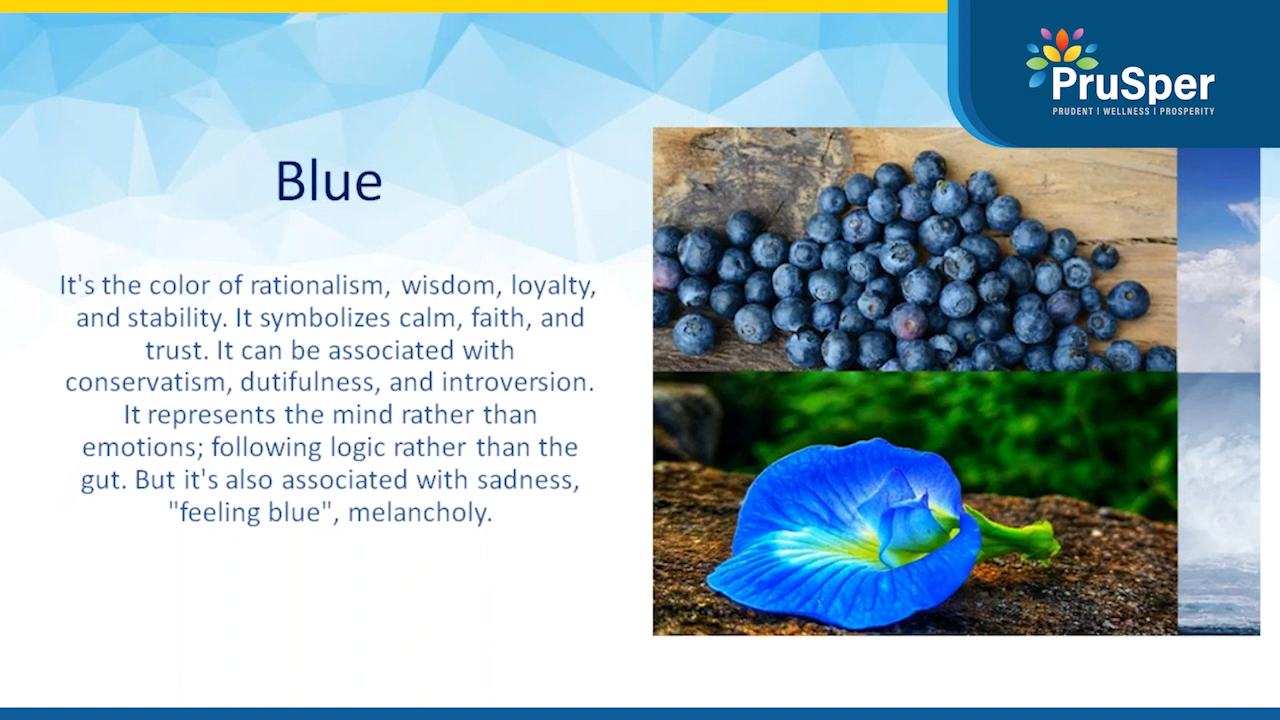 PruSper
PRUDENT | WELLNESS | PROSPERITY
Blue
It's the color of rationalism, wisdom, loyalty,
and stability. It symbolizes calm, faith, and
trust. It can be associated with
conservatism, dutifulness, and introversion.
It represents the mind rather than
emotions; following logic rather than the
gut. But it's also associated with sadness,
"feeling blue", melancholy.